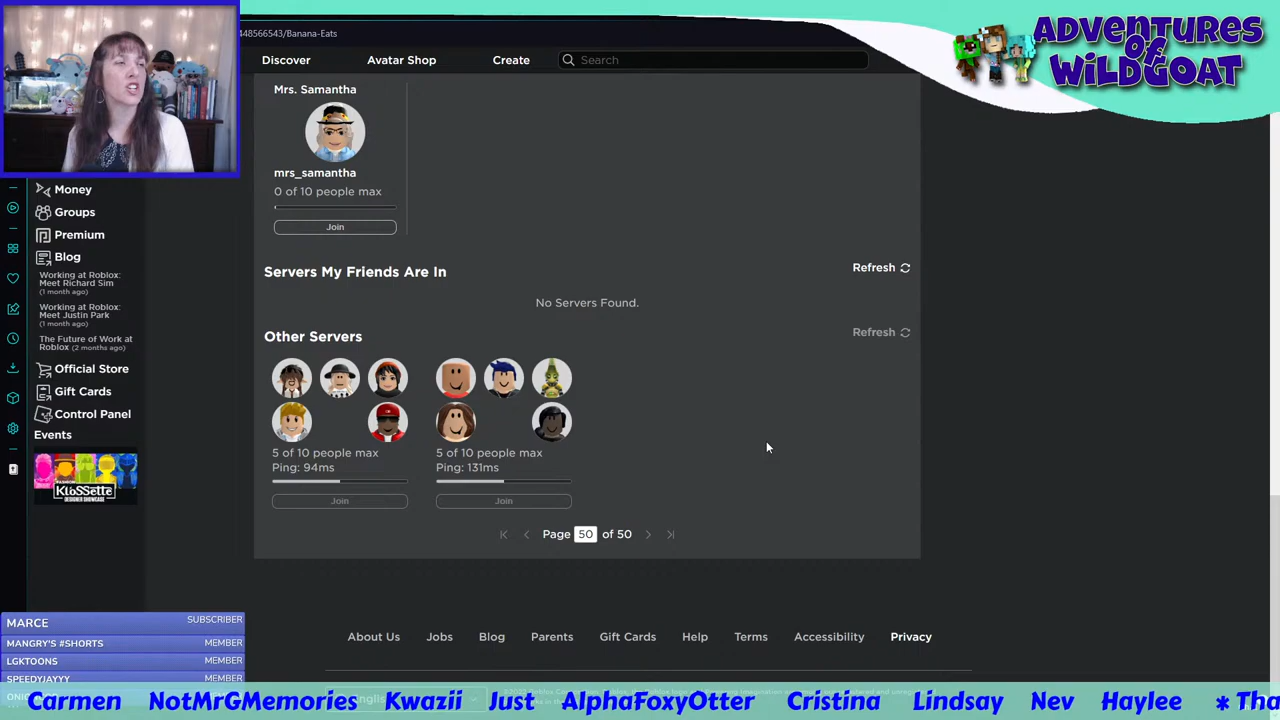 448566543/Banana-Eats
ADVENTURES
OF
WILDGOAT
Discover
Avatar Shop
Create
Search
Mrs. Samantha
mrs_samantha
0 of 10 people max
Join
Money
Groups
Premium
Blog
Working at Roblox:
Meet Richard Sim
(1 month ago)
Working at Roblox:
Meet Justin Park
(1 month ago)
The Future of Work at
Roblox (2 months ago)
Official Store
Gift Cards
Control Panel
Events
KLOSSETTE
DESIGNER SHOWCASE
Servers My Friends Are In
Refresh
No Servers Found.
Other Servers
Refresh
5 of 10 people max
Ping: 94ms
Join
5 of 10 people max
Ping: 131ms
Join
Page 50 of 50
About Us
Jobs
Blog
Parents
Gift Cards
Help
Terms
Accessibility
Privacy
MARCE SUBSCRIBER
MANGRY'S #SHORTS MEMBER
LGKTOONS MEMBER
SPEEDYJAYYY MEMBER
Carmen NotMrGMemories Kwazii Just AlphaFoxyOtter Cristina Lindsay Nev Haylee * Tha